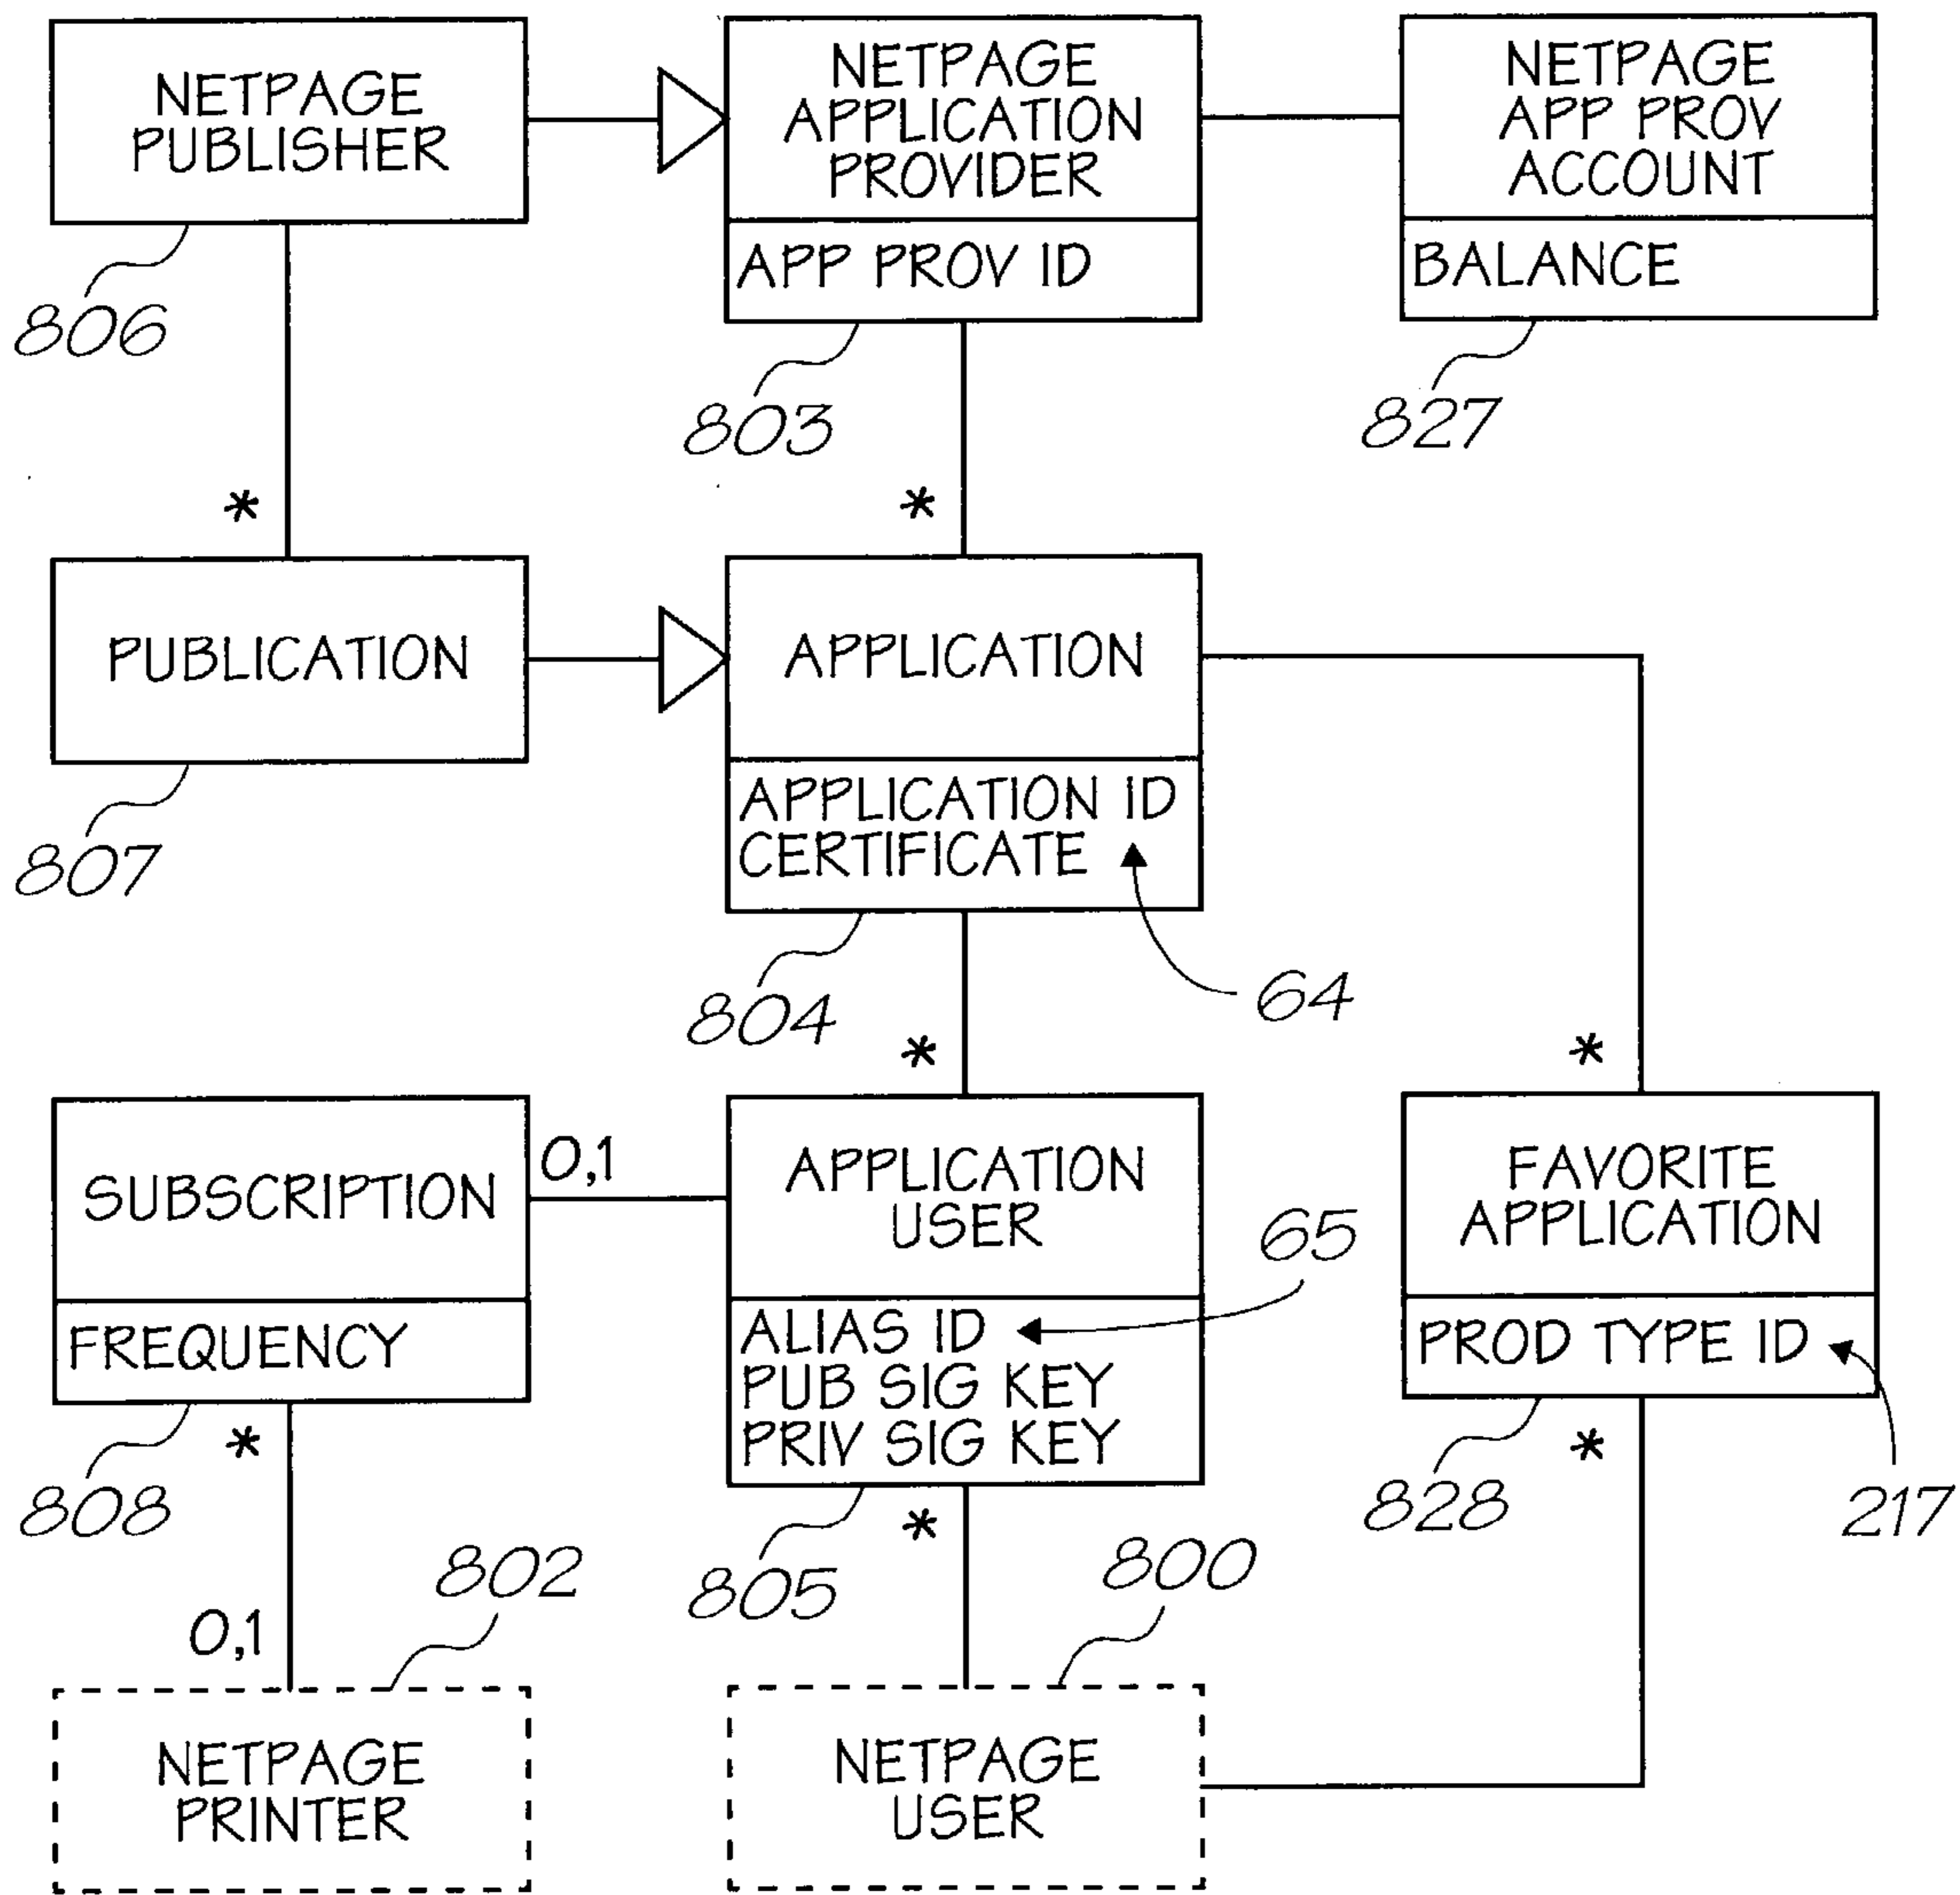 NETPAGE
PUBLISHER
806
NETPAGE
APPLICATION
PROVIDER
APP PROV ID
803
NETPAGE
APP PROV
ACCOUNT
BALANCE
827
*
*
PUBLICATION
807
APPLICATION
APPLICATION ID
CERTIFICATE
64
804
*
*
SUBSCRIPTION
0,1
FREQUENCY
808
*
APPLICATION
USER
65
ALIAS ID
PUB SIG KEY
PRIV SIG KEY
805
*
FAVORITE
APPLICATION
PROD TYPE ID
828
*
217
802
0,1
800
NETPAGE
PRINTER
NETPAGE
USER